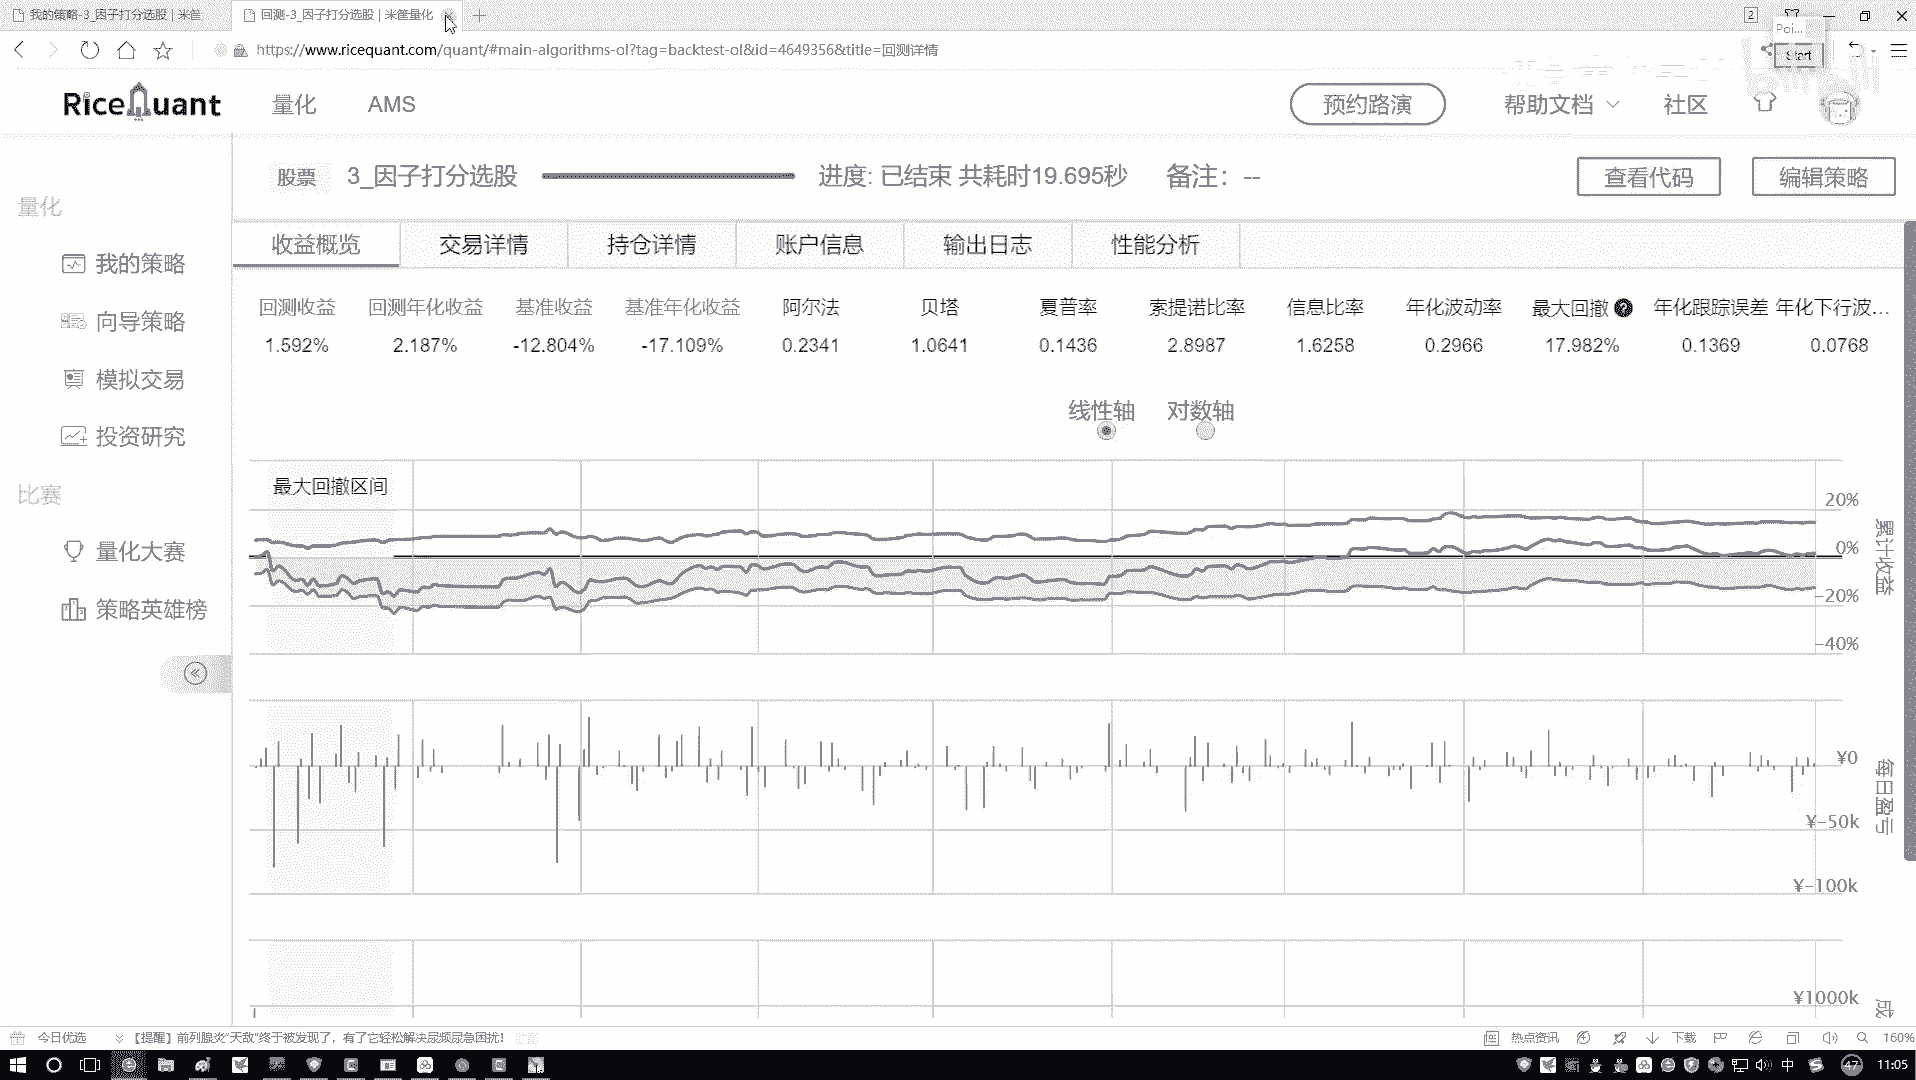 我的策略-3_因子打分选股 | 米筐
回测-3_因子打分选股 | 米筐量化
2
Poi...
https://www.ricequant.com/quant/#main-algorithms-ol?tag=backtest-ol&id=4649356&title=回测详情
Start
RiceQuant
量化
AMS
预约路演
帮助文档
社区
bilibili
股票
3_因子打分选股
进度: 已结束 共耗时19.695秒
备注: --
查看代码
编辑策略
量化
我的策略
向导策略
模拟交易
投资研究
比赛
量化大赛
策略英雄榜
收益概览 交易详情 持仓详情 账户信息 输出日志 性能分析
回测收益 回测年化收益 基准收益 基准年化收益 阿尔法 贝塔 夏普率 索提诺比率 信息比率 年化波动率 最大回撤 年化跟踪误差 年化下行波...
1.592% 2.187% -12.804% -17.109% 0.2341 1.0641 0.1436 2.8987 1.6258 0.2966 17.982% 0.1369 0.0768
线性轴 对数轴
最大回撤区间
20%
0%
-20%
-40%
累计收益
¥0
¥-50k
¥-100k
每日盈亏
¥1000k
成
今日优选
【提醒】前列腺炎“天敌”终于被发现了，有了它轻松解决尿频尿急困扰！
热点资讯
下载
160%
中
47
11:05